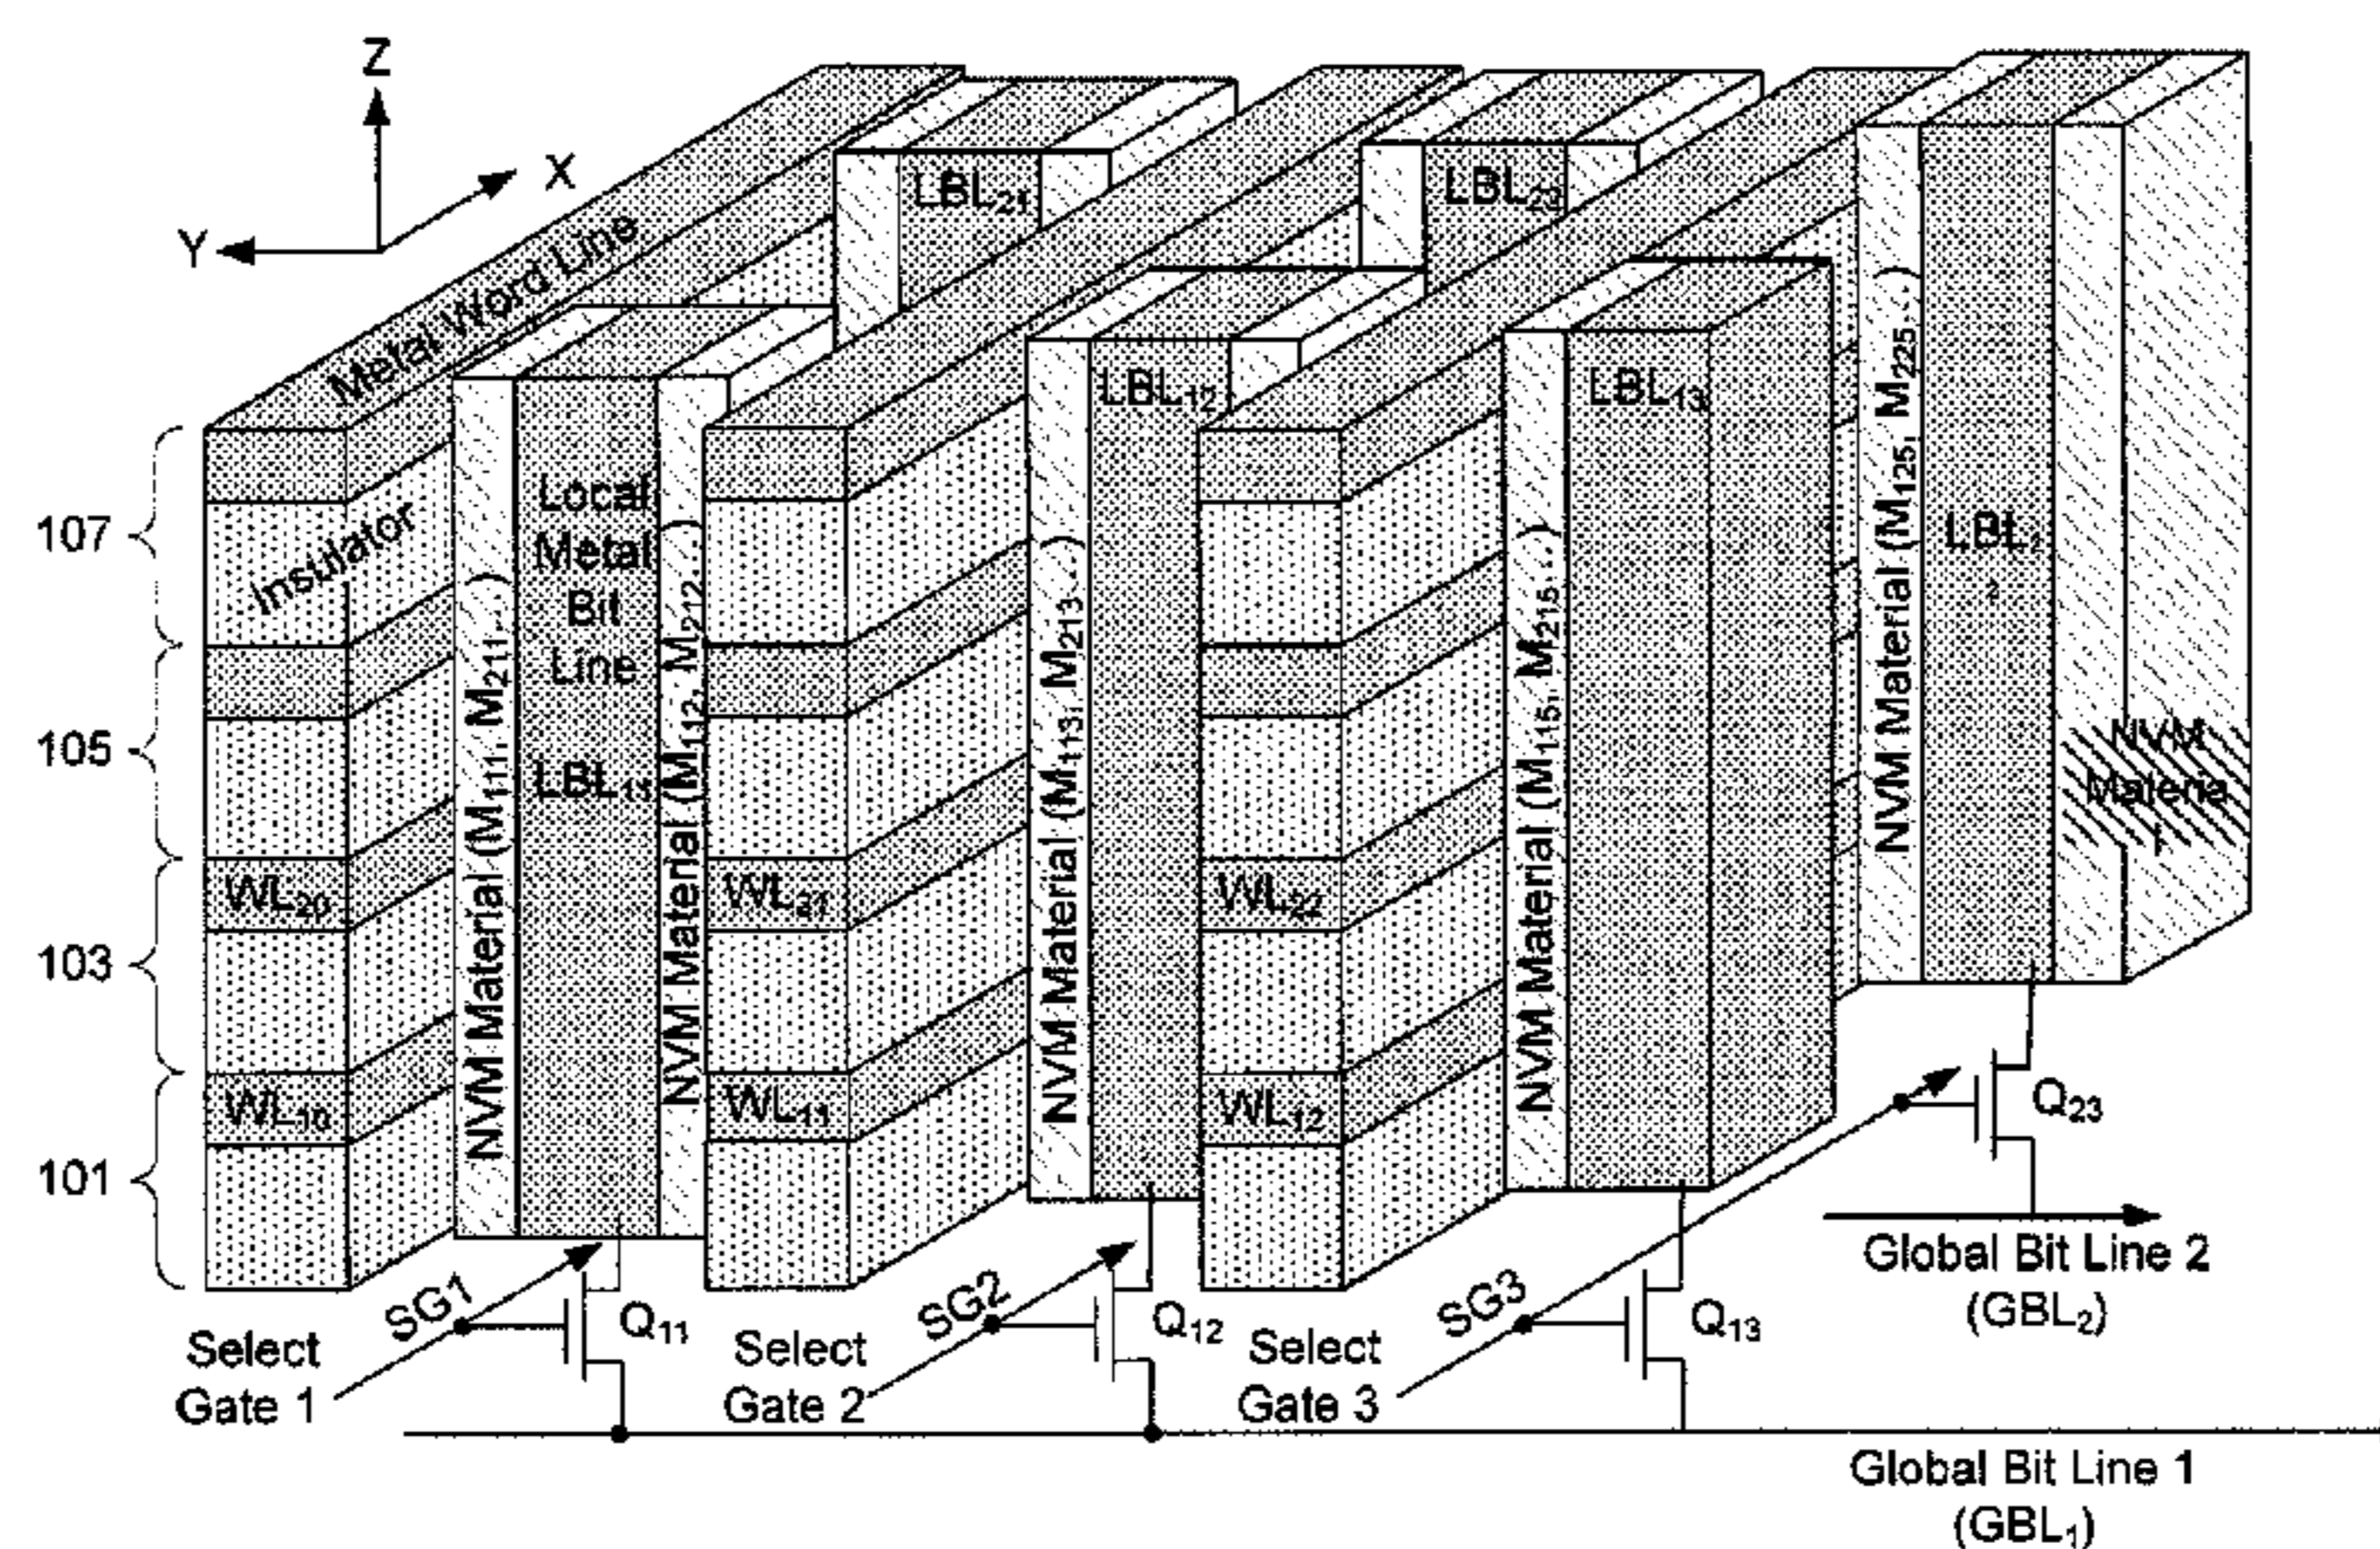 Z
X
Y
Metal Word Line
LBL₂₁
LBL₂₃
LBL₁₂
LBL₁₃
107
Insulator
Local
Metal
Bit
Line
LBL₁₁
NVM Material (M₁₁₁, M₂₁₁...)
NVM Material (M₁₁₂, M₂₁₂...)
NVM Material (M₁₁₃, M₂₁₃...)
NVM Material (M₁₁₅, M₂₁₅...)
NVM Material (M₁₂₅, M₂₂₅...)
LBL
NVM
Materia
l
105
103
101
WL₂₀
WL₂₁
WL₂₂
WL₁₀
WL₁₁
WL₁₂
Q₂₃
Global Bit Line 2
(GBL₂)
SG1
Q₁₁
SG2
Q₁₂
SG3
Q₁₃
Select
Gate 1
Select
Gate 2
Select
Gate 3
Global Bit Line 1
(GBL₁)